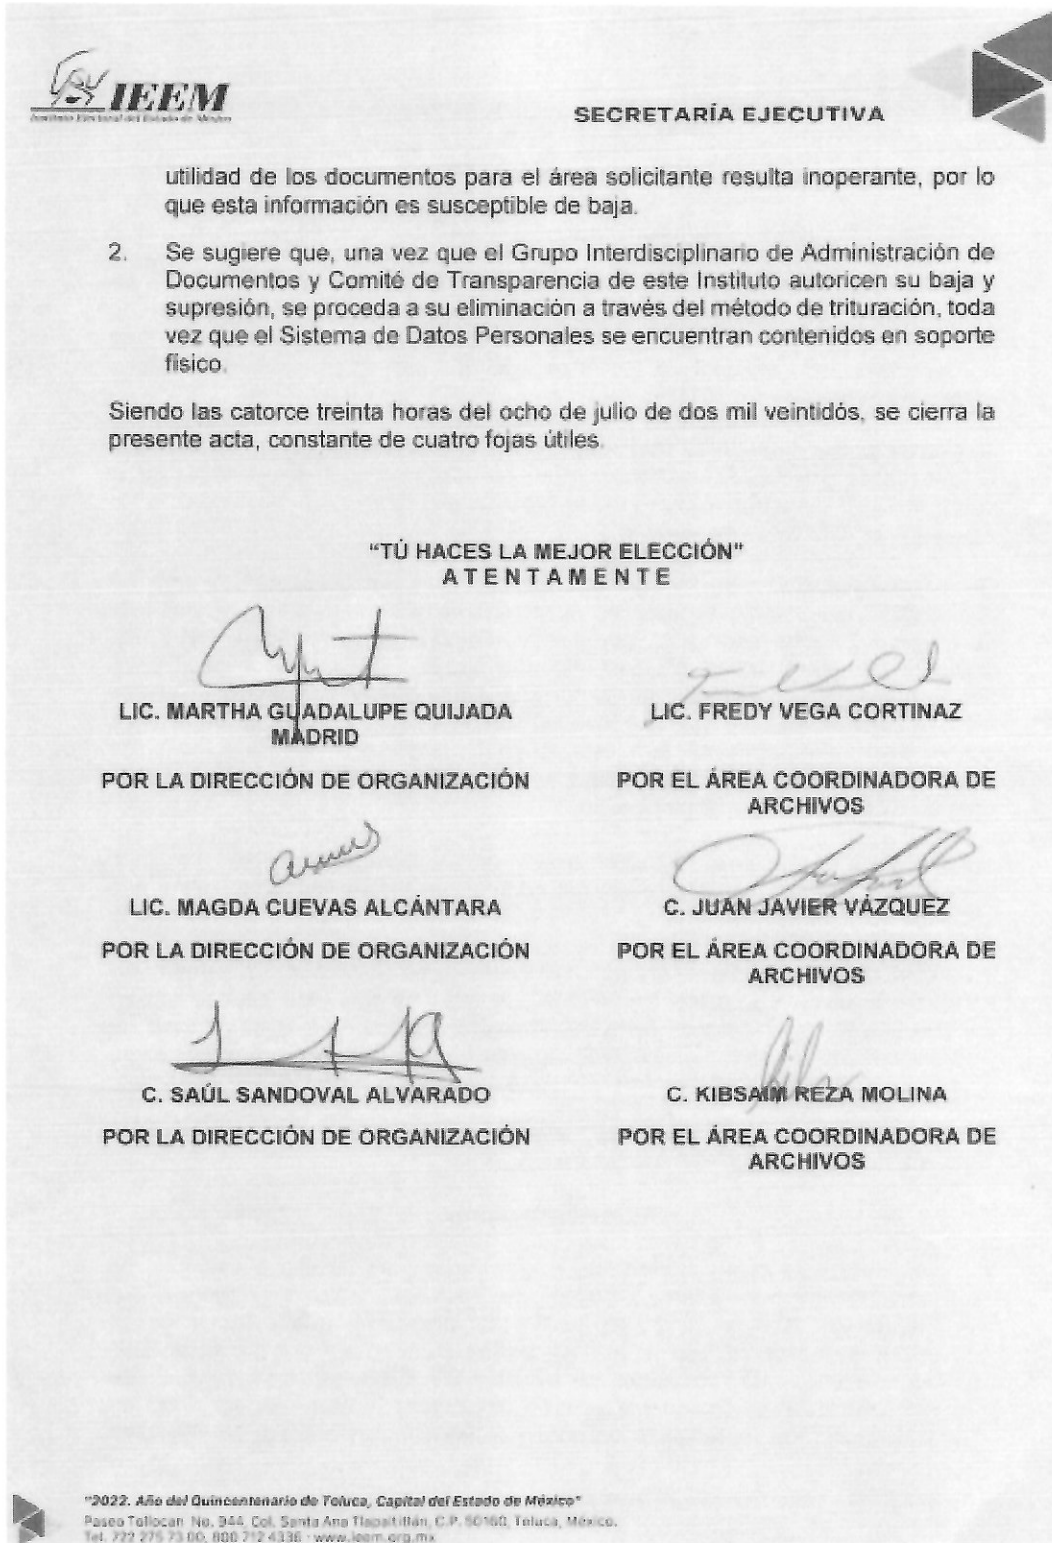 IEEM
Instituto Electoral del Estado de México
SECRETARÍA EJECUTIVA
utilidad de los documentos para el área solicitante resulta inoperante, por lo
que esta información es susceptible de baja.
2. Se sugiere que, una vez que el Grupo Interdisciplinario de Administración de
Documentos y Comité de Transparencia de este Instituto autoricen su baja y
supresión, se proceda a su eliminación a través del método de trituración, toda
vez que el Sistema de Datos Personales se encuentran contenidos en soporte
físico.
Siendo las catorce treinta horas del ocho de julio de dos mil veintidós, se cierra la
presente acta, constante de cuatro fojas útiles.
“TÚ HACES LA MEJOR ELECCIÓN”
A T E N T A M E N T E
LIC. MARTHA GUADALUPE QUIJADA
MADRID
POR LA DIRECCIÓN DE ORGANIZACIÓN
LIC. FREDY VEGA CORTINAZ
POR EL ÁREA COORDINADORA DE
ARCHIVOS
LIC. MAGDA CUEVAS ALCÁNTARA
POR LA DIRECCIÓN DE ORGANIZACIÓN
C. JUAN JAVIER VÁZQUEZ
POR EL ÁREA COORDINADORA DE
ARCHIVOS
C. SAÚL SANDOVAL ALVARADO
POR LA DIRECCIÓN DE ORGANIZACIÓN
C. KIBSAIM REZA MOLINA
POR EL ÁREA COORDINADORA DE
ARCHIVOS
"2022. Año del Quincentenario de Toluca, Capital del Estado de México"
Paseo Tollocan No. 944, Col. Santa Ana Tlapaltitlán, C.P. 50160, Toluca, México.
Tel. 722 275 73 00, 800 712 4336 · www.ieem.org.mx